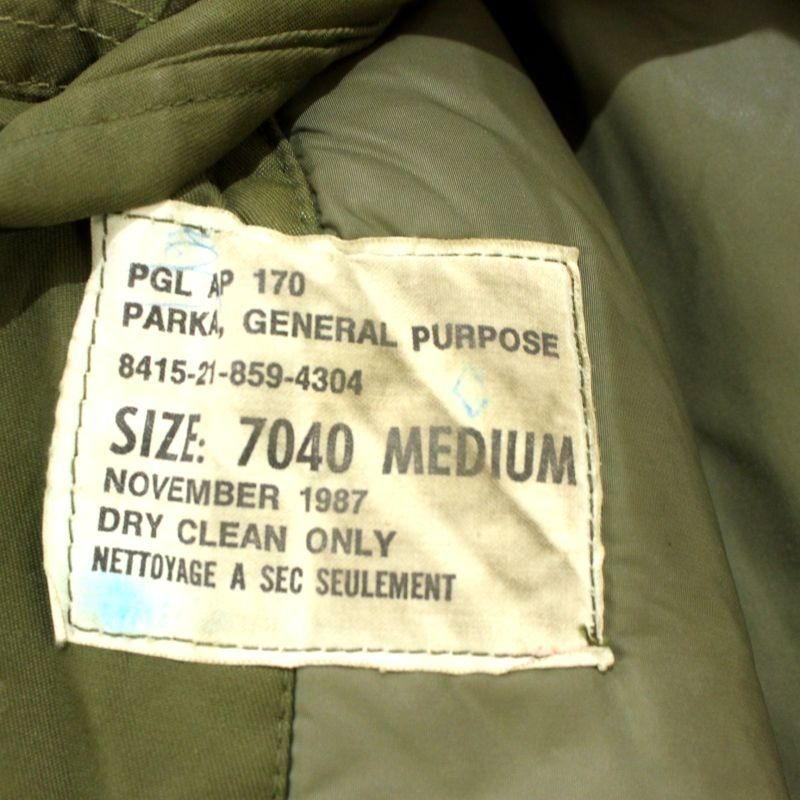 PGL AP 170
PARKA, GENERAL PURPOSE
8415-21-859-4304
SIZE: 7040 MEDIUM
NOVEMBER 1987
DRY CLEAN ONLY
NETTOYAGE A SEC SEULEMENT